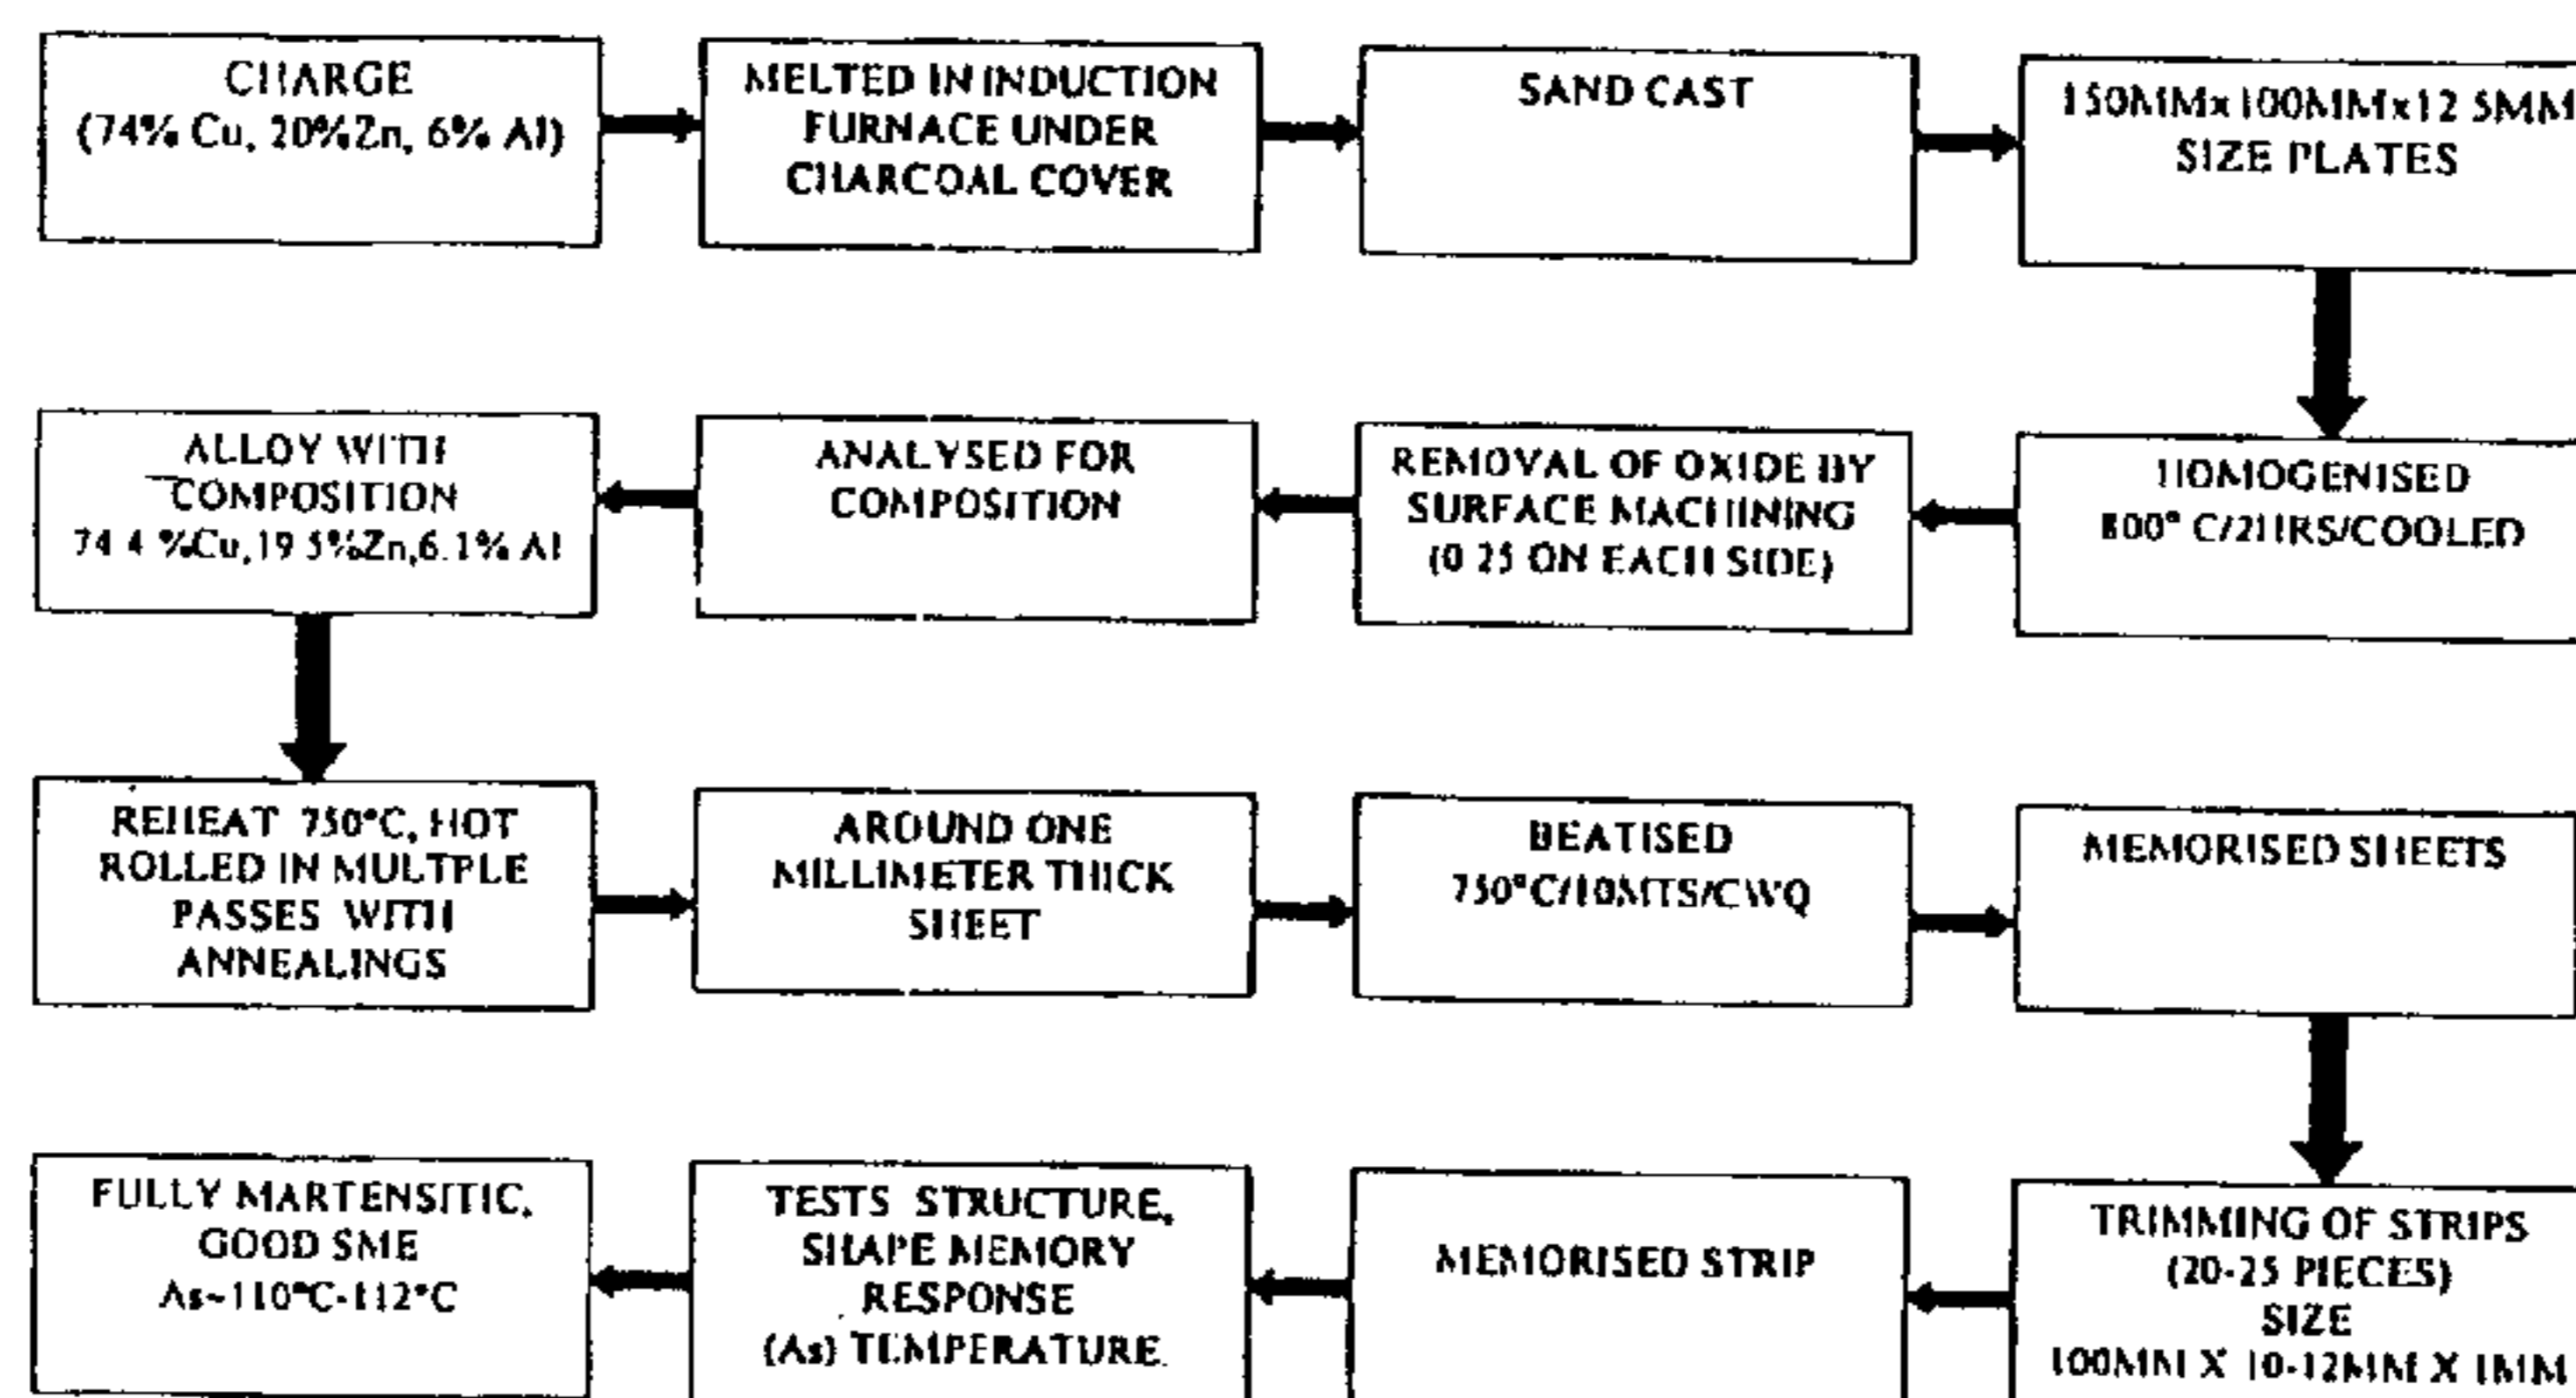 CHARGE
(74% Cu, 20%Zn, 6% Al)
MELTED IN INDUCTION
FURNACE UNDER
CHARCOAL COVER
SAND CAST
150MMx100MMx12 5MM
SIZE PLATES
HOMOGENISED
800° C/2HRS/COOLED
REMOVAL OF OXIDE BY
SURFACE MACHINING
(0 25 ON EACH SIDE)
ANALYSED FOR
COMPOSITION
ALLOY WITH
COMPOSITION
74 4 %Cu,19 5%Zn,6.1% Al
REHEAT 750°C, HOT
ROLLED IN MULTPLE
PASSES WITH
ANNEALINGS
AROUND ONE
MILLIMETER THICK
SHEET
BEATISED
750°C/10MTS/CWQ
MEMORISED SHEETS
TRIMMING OF STRIPS
(20-25 PIECES)
SIZE
100MM X 10-12MM X 1MM
MEMORISED STRIP
TESTS STRUCTURE,
SHAPE MEMORY
RESPONSE
(As) TEMPERATURE.
FULLY MARTENSITIC,
GOOD SME
As~110°C-112°C